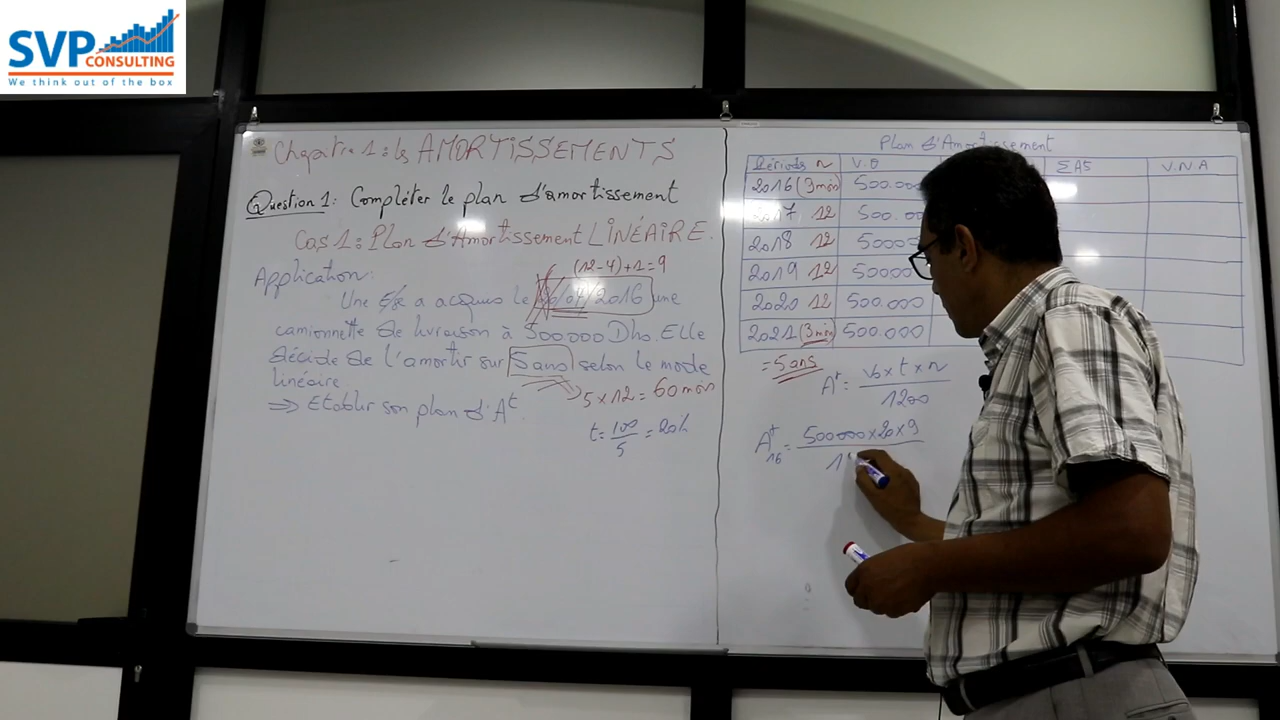 SVP
CONSULTING
We think out of the box
Chapitre 1 : les AMORTISSEMENTS
Question 1 : Compléter le plan d'amortissement
Cas 1 : Plan d'Amortissement LINÉAIRE.
Application :
(12-4)+1=9
Une Ese a acquis le /04/2016 une
camionnette de livraison à 500.000 Dhs. Elle
décide de l'amortir sur 5 ans selon le mode
linéaire.
5 x 12 = 60 mois
⇒ Etablir son plan d'At
t = 100/5 = 20%
Plan d'Amortissement
Périodes n V.O ΣAS V.N.A
2016 (9 mois) 500.000
2017 12 500.00
2018 12 50000
2019 12 50000
2020 12 500.000
2021 (3 mois) 500.000
= 5 ans
At = Vo x t x n
1200
At16 = 500000 x 20 x 9